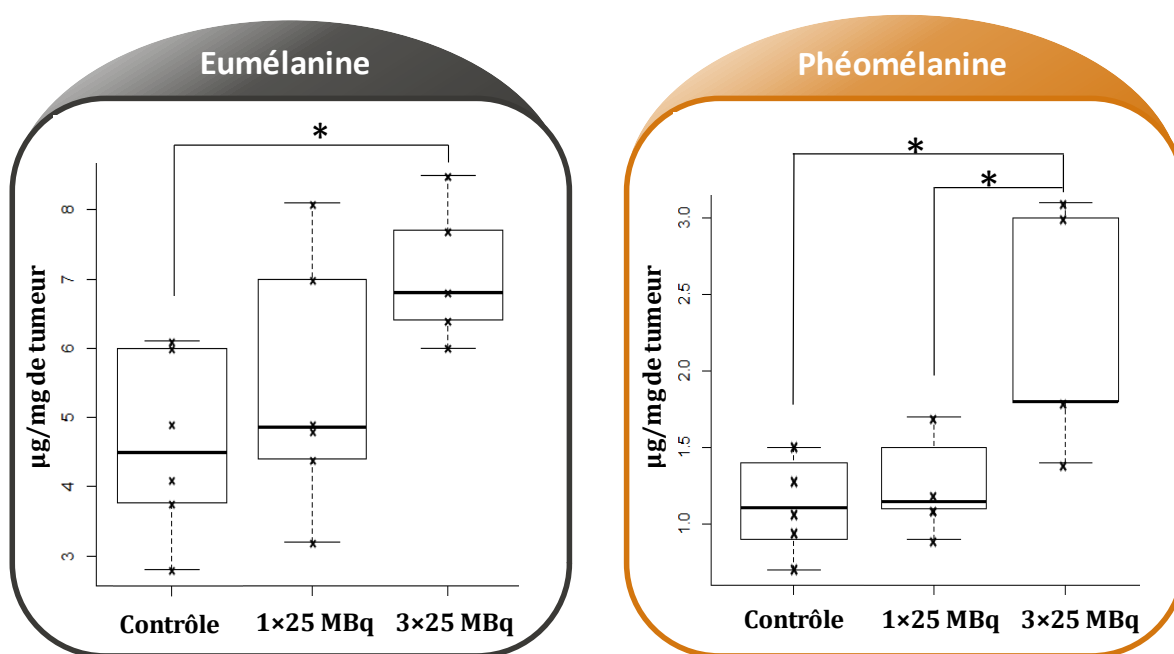 Eumélanine
*
µg/mg de tumeur
8
7
6
5
4
3
Contrôle 1×25 MBq 3×25 MBq
Phéomélanine
*
*
µg/mg de tumeur
3.0
2.5
2.0
1.5
1.0
Contrôle 1×25 MBq 3×25 MBq